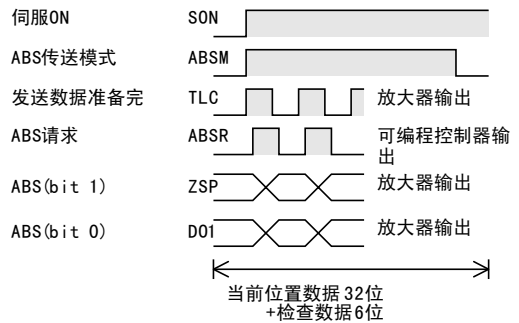 伺服ON SON
ABS传送模式 ABSM
发送数据准备完 TLC 放大器输出
ABS请求 ABSR 可编程控制器输
出
ABS(bit 1) ZSP 放大器输出
ABS(bit 0) D01 放大器输出
当前位置数据32位
+检查数据6位